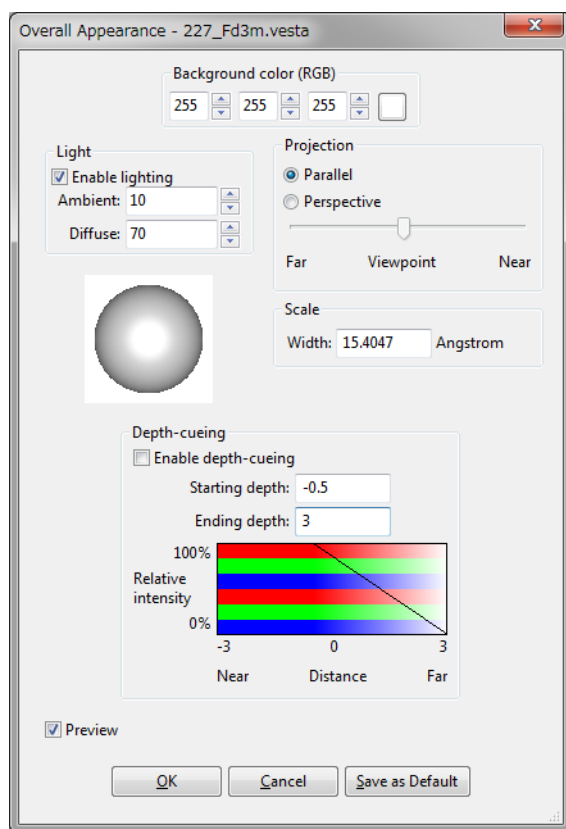 Overall Appearance - 227_Fd3m.vesta
Background color (RGB)
255 255 255
Light
Enable lighting
Ambient: 10
Diffuse: 70
Projection
Parallel
Perspective
Far Viewpoint Near
Scale
Width: 15.4047 Angstrom
Depth-cueing
Enable depth-cueing
Starting depth: -0.5
Ending depth: 3
100%
Relative
intensity
0%
-3 0 3
Near Distance Far
Preview
OK Cancel Save as Default